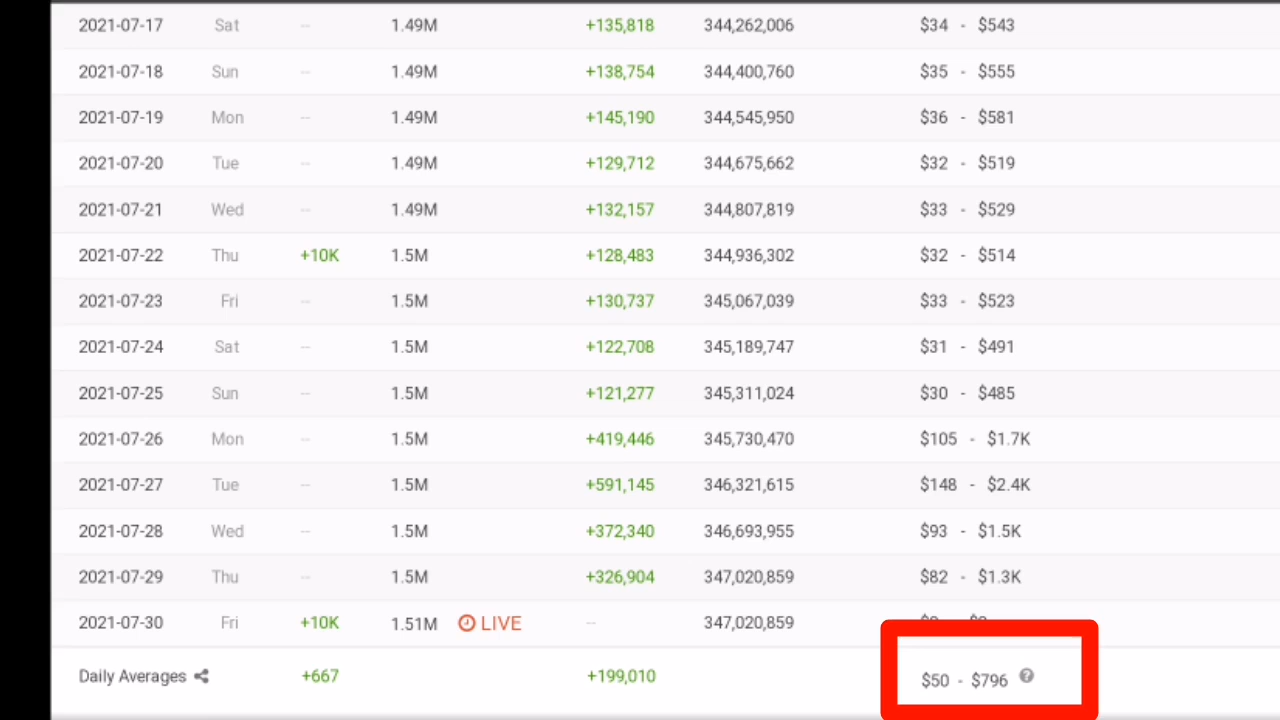 2021-07-17 Sat -- 1.49M +135,818 344,262,006 $34 - $543
2021-07-18 Sun -- 1.49M +138,754 344,400,760 $35 - $555
2021-07-19 Mon -- 1.49M +145,190 344,545,950 $36 - $581
2021-07-20 Tue -- 1.49M +129,712 344,675,662 $32 - $519
2021-07-21 Wed -- 1.49M +132,157 344,807,819 $33 - $529
2021-07-22 Thu +10K 1.5M +128,483 344,936,302 $32 - $514
2021-07-23 Fri -- 1.5M +130,737 345,067,039 $33 - $523
2021-07-24 Sat -- 1.5M +122,708 345,189,747 $31 - $491
2021-07-25 Sun -- 1.5M +121,277 345,311,024 $30 - $485
2021-07-26 Mon -- 1.5M +419,446 345,730,470 $105 - $1.7K
2021-07-27 Tue -- 1.5M +591,145 346,321,615 $148 - $2.4K
2021-07-28 Wed -- 1.5M +372,340 346,693,955 $93 - $1.5K
2021-07-29 Thu -- 1.5M +326,904 347,020,859 $82 - $1.3K
2021-07-30 Fri +10K 1.51M LIVE -- 347,020,859
Daily Averages +667 +199,010 $50 - $796 ?